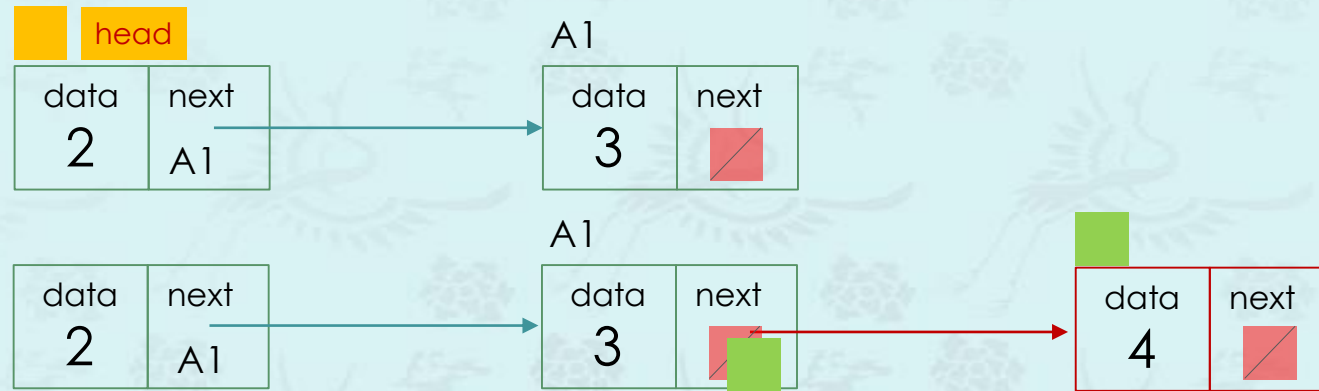 head
A1
data next data next
2 A1 3
A1
data next data next data next
2 A1 3 4